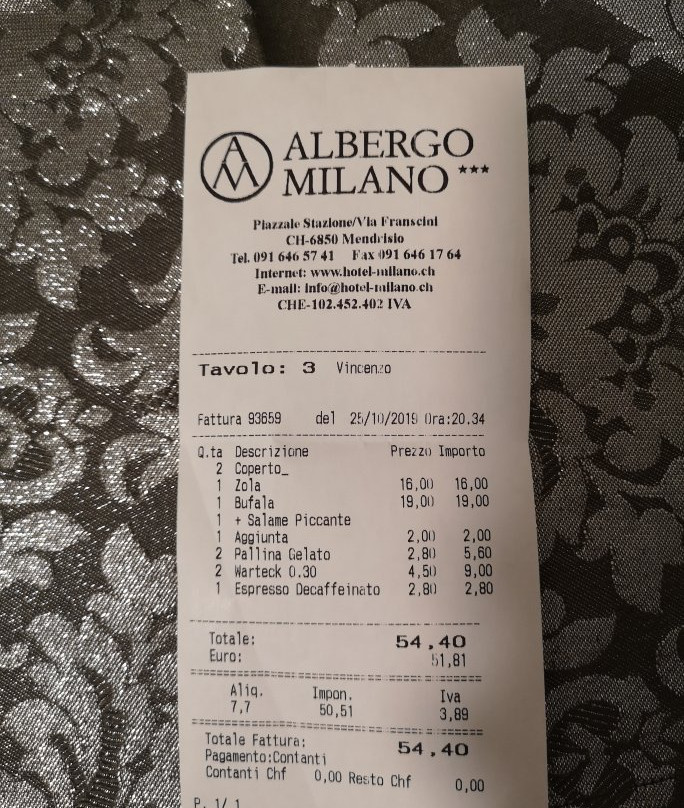 AM ALBERGO
MILANO ***
Piazzale Stazione/Via Franscini
CH-6850 Mendrisio
Tel. 091 646 57 41 Fax 091 646 17 64
Internet: www.hotel-milano.ch
E-mail: info@hotel-milano.ch
CHE-102.452.402 IVA
Tavolo: 3 Vincenzo
Fattura 93659 del 25/10/2019 Ora:20.34
Q.ta Descrizione Prezzo Importo
2 Coperto_
1 Zola 16,00 16,00
1 Bufala 19,00 19,00
1 + Salame Piccante
1 Aggiunta 2,00 2,00
2 Pallina Gelato 2,80 5,60
2 Warteck 0.30 4,50 9,00
1 Espresso Decaffeinato 2,80 2,80
Totale: 54,40
Euro: 51,81
Aliq. Impon. Iva
7,7 50,51 3,89
Totale Fattura: 54,40
Pagamento:Contanti
Contanti Chf 0,00 Resto Chf 0,00
P. 1/ 1